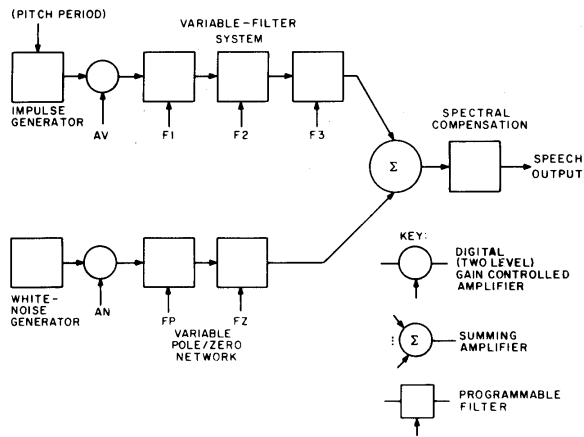 (PITCH PERIOD)
VARIABLE-FILTER
SYSTEM
IMPULSE
GENERATOR
AV
F1
F2
F3
SPECTRAL
COMPENSATION
Σ
SPEECH
OUTPUT
WHITE-
NOISE
GENERATOR
AN
FP
FZ
VARIABLE
POLE/ZERO
NETWORK
KEY:
DIGITAL
(TWO LEVEL)
GAIN CONTROLLED
AMPLIFIER
Σ
SUMMING
AMPLIFIER
PROGRAMMABLE
FILTER